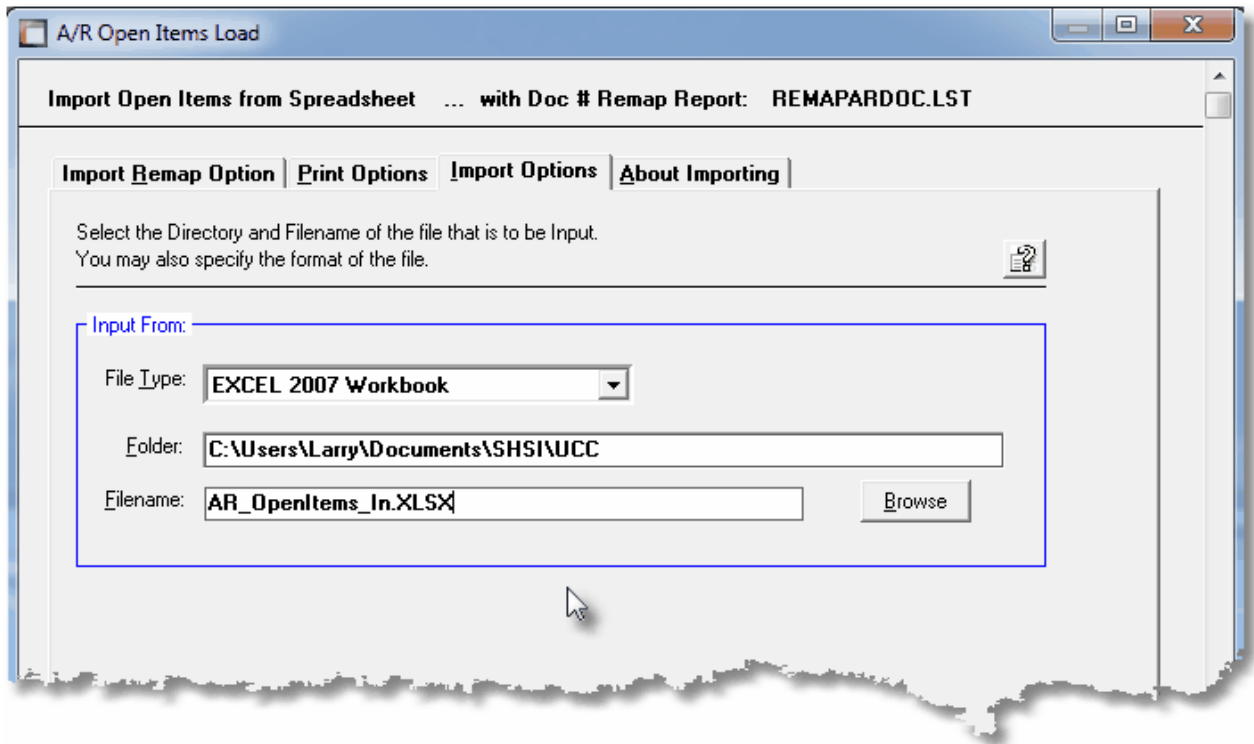 A/R Open Items Load
Import Open Items from Spreadsheet ... with Doc # Remap Report: REMAPARDOC.LST
Import Remap Option Print Options Import Options About Importing
Select the Directory and Filename of the file that is to be Input.
You may also specify the format of the file.
Input From:
File Type: EXCEL 2007 Workbook
Folder: C:\Users\Larry\Documents\SHSI\UCC
Filename: AR_OpenItems_In.XLSX Browse